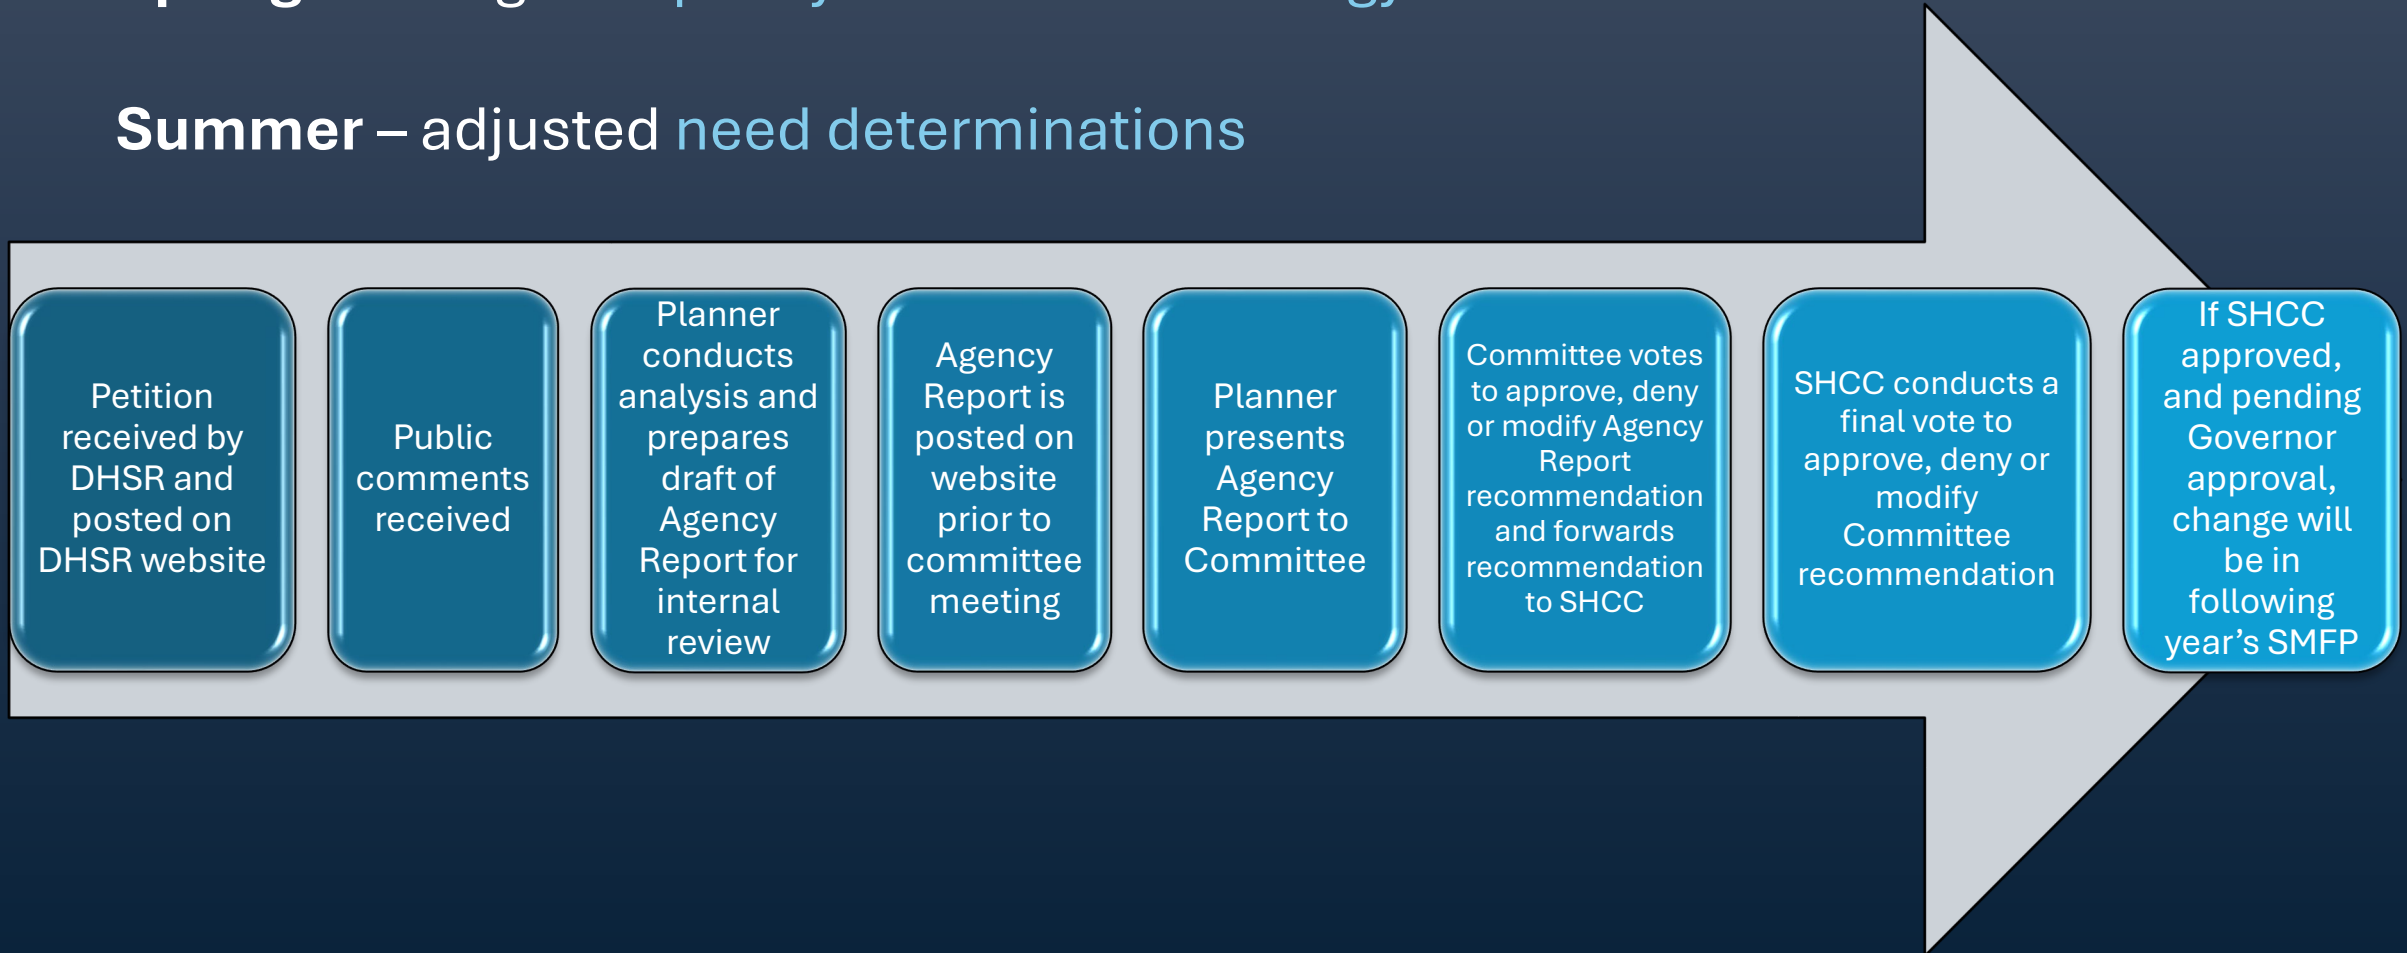 Summer – adjusted need determinations
Petition
received by
DHSR and
posted on
DHSR website
Public
comments
received
Planner
conducts
analysis and
prepares
draft of
Agency
Report for
internal
review
Agency
Report is
posted on
website
prior to
committee
meeting
Planner
presents
Agency
Report to
Committee
Committee votes
to approve, deny
or modify Agency
Report
recommendation
and forwards
recommendation
to SHCC
SHCC conducts a
final vote to
approve, deny or
modify
Committee
recommendation
If SHCC
approved,
and pending
Governor
approval,
change will
be in
following
year’s SMFP